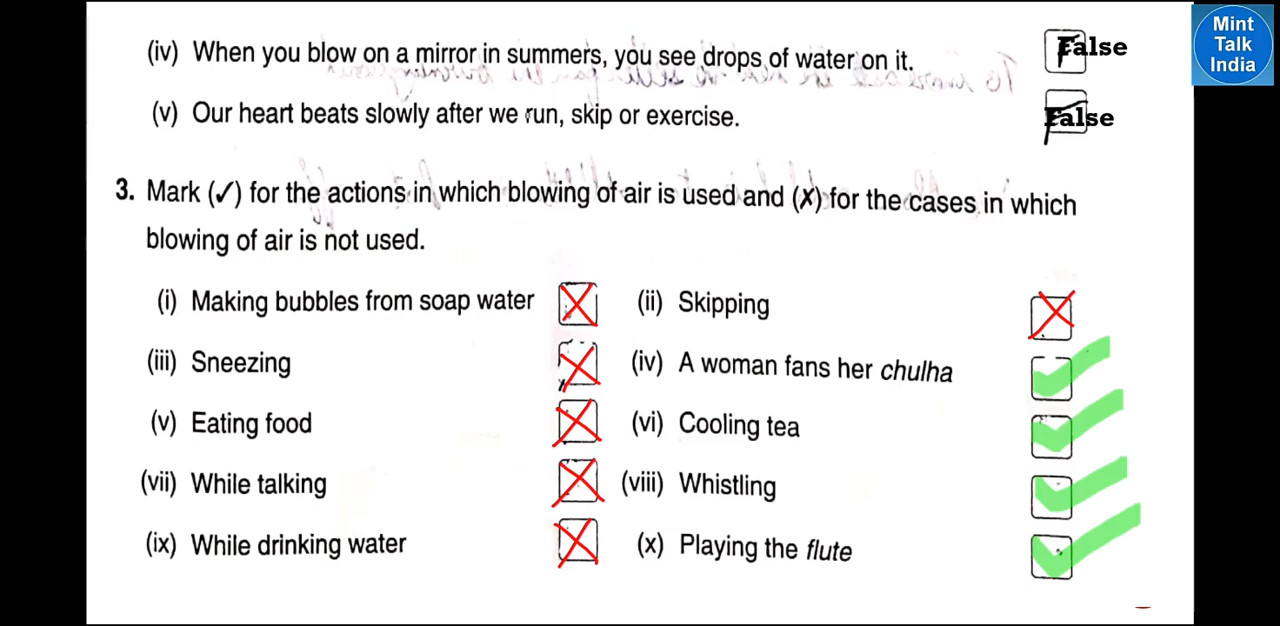 (iv) When you blow on a mirror in summers, you see drops of water on it. False
Mint
Talk
India
(v) Our heart beats slowly after we run, skip or exercise. False
3. Mark (✓) for the actions in which blowing of air is used and (✗) for the cases in which
blowing of air is not used.
(i) Making bubbles from soap water ✗ (ii) Skipping ✗
(iii) Sneezing ✗ (iv) A woman fans her chulha ✓
(v) Eating food ✗ (vi) Cooling tea ✓
(vii) While talking ✗ (viii) Whistling ✓
(ix) While drinking water ✗ (x) Playing the flute ✓